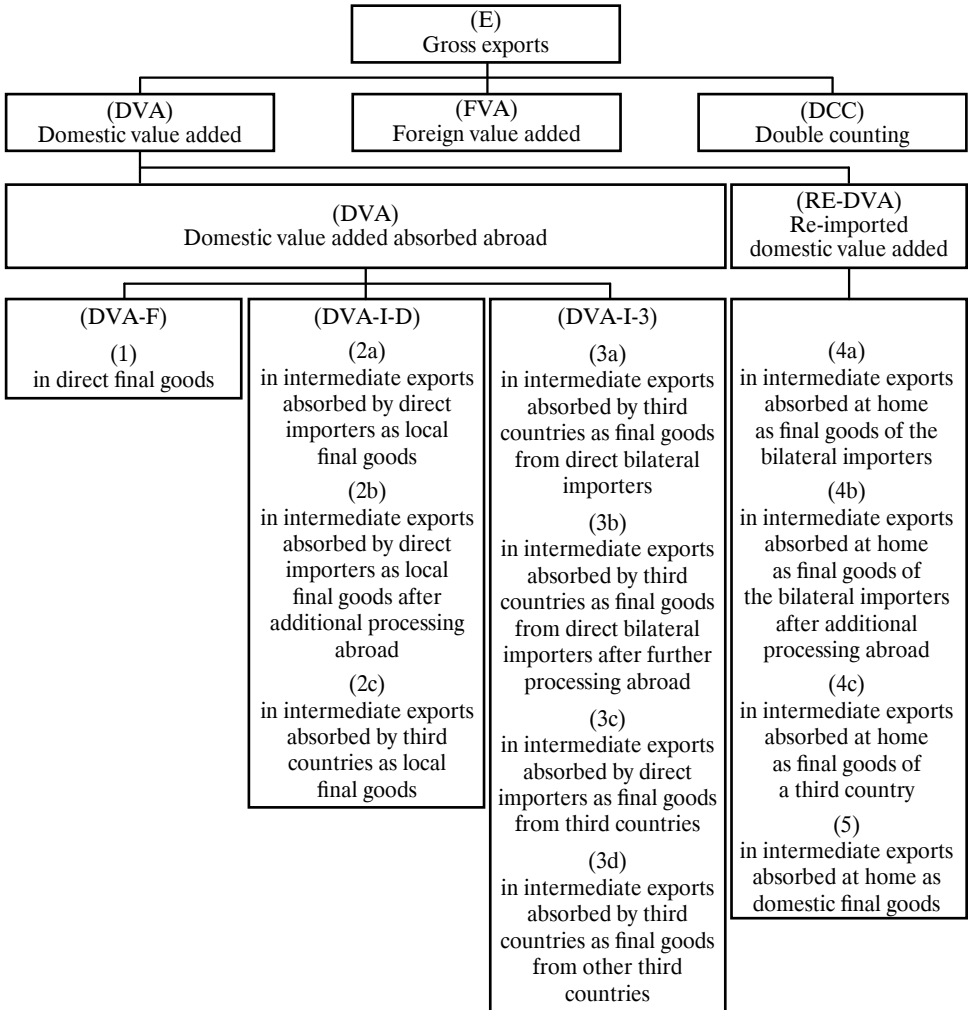 (E)
Gross exports
(DVA)
Domestic value added
(FVA)
Foreign value added
(DCC)
Double counting
(DVA)
Domestic value added absorbed abroad
(RE-DVA)
Re-imported
domestic value added
(DVA-F)
(1)
in direct final goods
(DVA-I-D)
(2a)
in intermediate exports
absorbed by direct
importers as local
final goods
(2b)
in intermediate exports
absorbed by direct
importers as local
final goods after
additional processing
abroad
(2c)
in intermediate exports
absorbed by third
countries as local
final goods
(DVA-I-3)
(3a)
in intermediate exports
absorbed by third
countries as final goods
from direct bilateral
importers
(3b)
in intermediate exports
absorbed by third
countries as final goods
from direct bilateral
importers after further
processing abroad
(3c)
in intermediate exports
absorbed by direct
importers as final goods
from third countries
(3d)
in intermediate exports
absorbed by third
countries as final goods
from other third
countries
(4a)
in intermediate exports
absorbed at home
as final goods of the
bilateral importers
(4b)
in intermediate exports
absorbed at home
as final goods of
the bilateral importers
after additional
processing abroad
(4c)
in intermediate exports
absorbed at home
as final goods of
a third country
(5)
in intermediate exports
absorbed at home as
domestic final goods